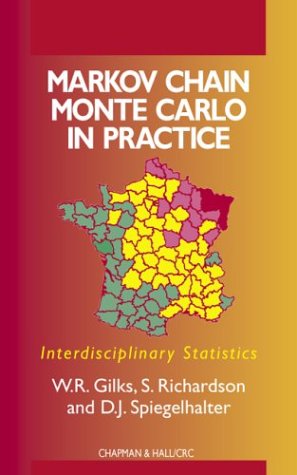 MARKOV CHAIN
MONTE CARLO
IN PRACTICE
Interdisciplinary Statistics
W.R. Gilks, S. Richardson
and D.J. Spiegelhalter
CHAPMAN & HALL/CRC